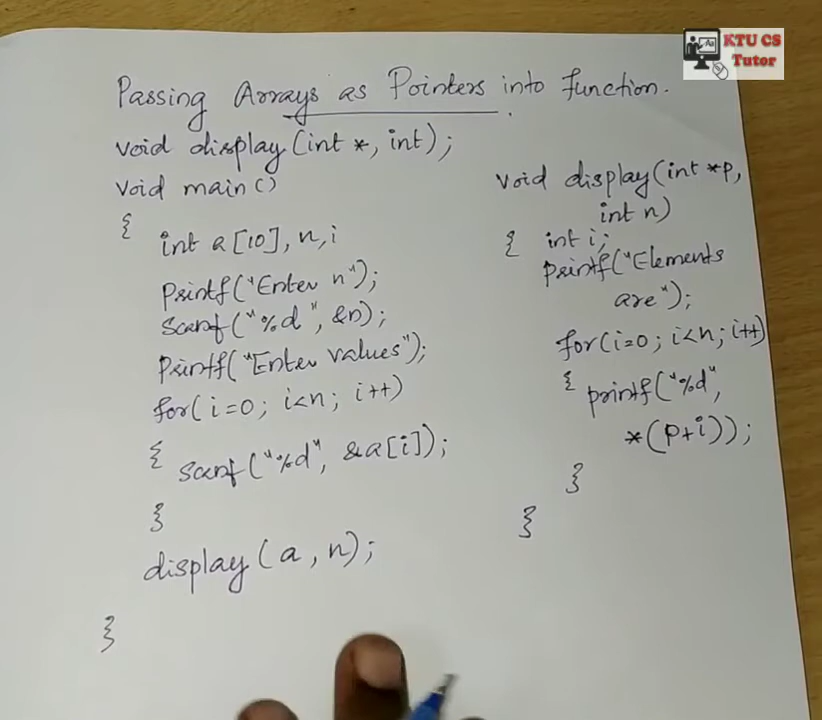 KTU CS
Tutor
Passing Arrays as Pointers into function.
void display(int *, int);
void main()
{
int a[10], n, i
Printf("Enter n");
Scanf("%d", &n);
Printf("Enter values");
for(i=0; i<n; i++)
{ Scanf("%d", &a[i]);
}
display(a, n);
}
void display(int *p,
int n)
{ int i;
printf("Elements
are");
for(i=0; i<n; i++)
{ printf("%d",
*(p+i));
}
}